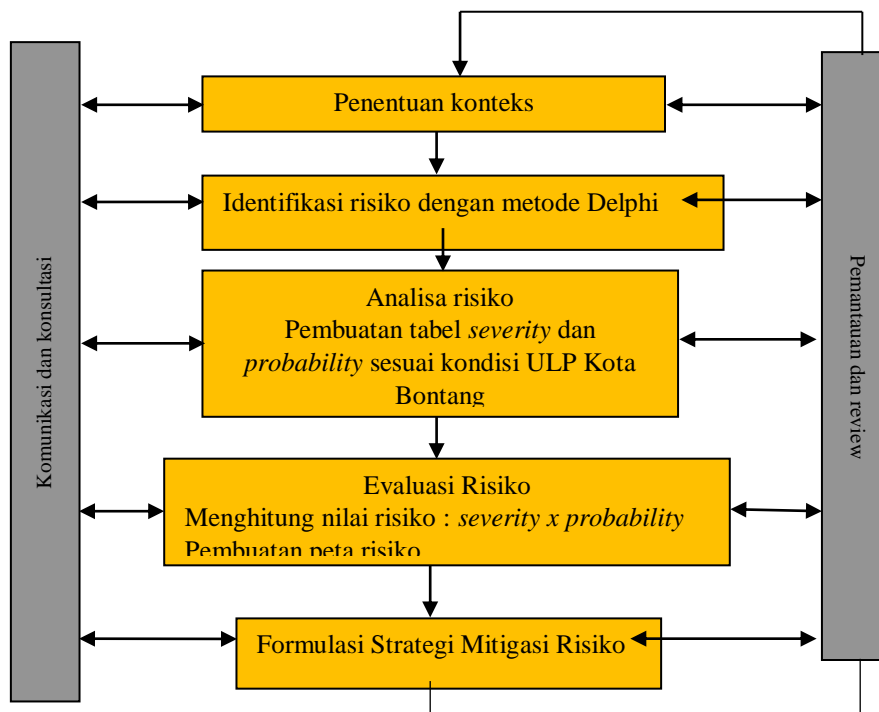 Komunikasi dan konsultasi
Penentuan konteks
Identifikasi risiko dengan metode Delphi
Analisa risiko
Pembuatan tabel severity dan
probability sesuai kondisi ULP Kota
Bontang
Evaluasi Risiko
Menghitung nilai risiko : severity x probability
Pembuatan peta risiko
Formulasi Strategi Mitigasi Risiko
Pemantauan dan review